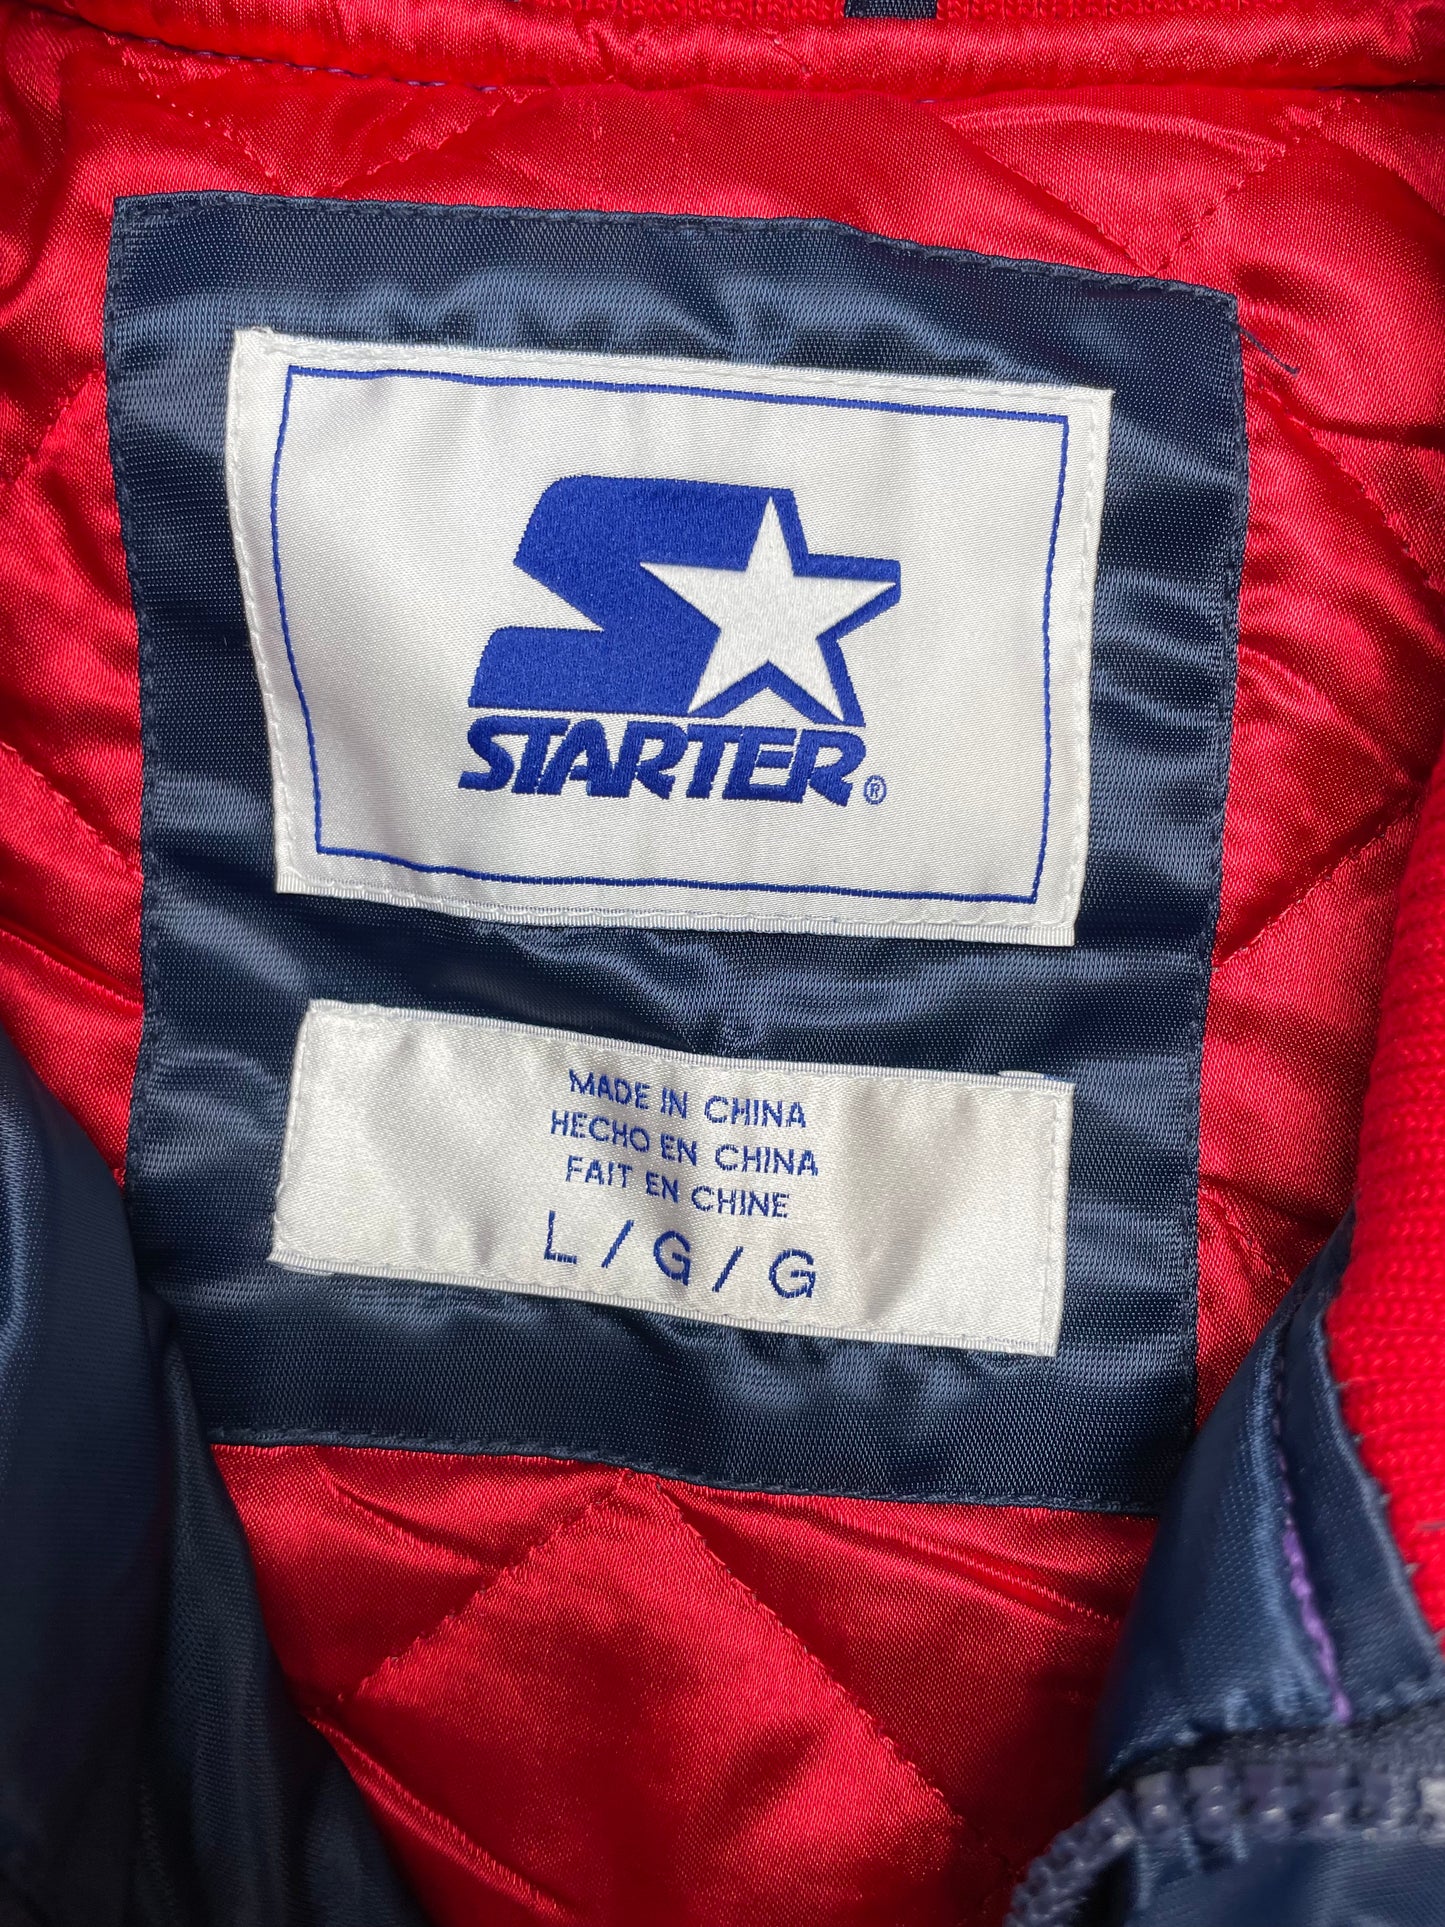 STARTER®
MADE IN CHINA
HECHO EN CHINA
FAIT EN CHINE
L / G / G